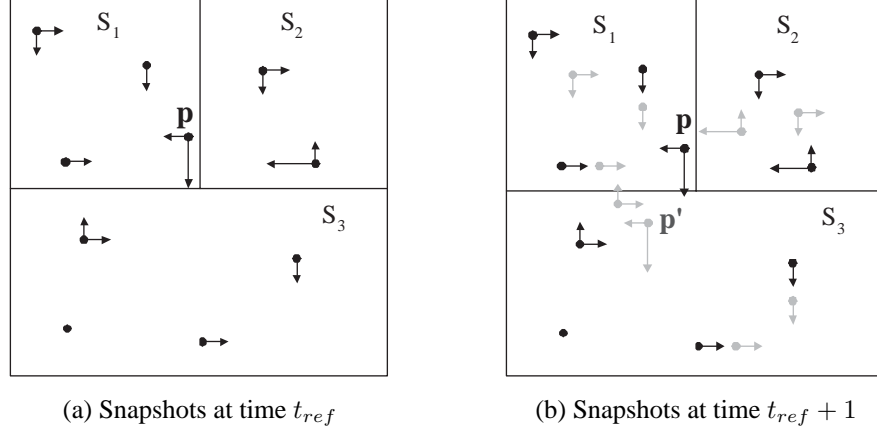 S1
S2
p
S3
(a) Snapshots at time tref
S1
S2
p
p'
S3
(b) Snapshots at time tref + 1